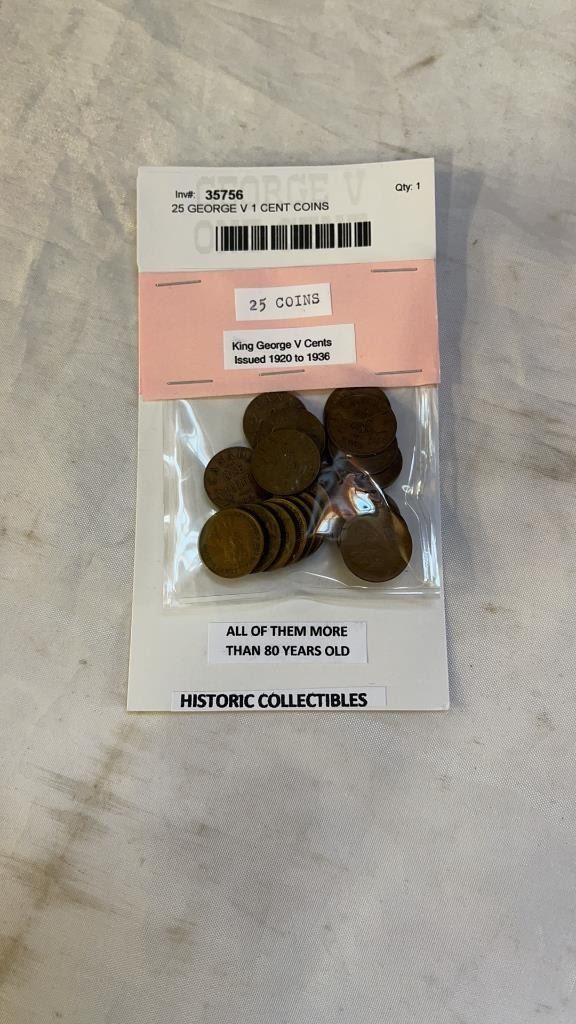 Inv#: 35756
Qty: 1
25 GEORGE V 1 CENT COINS
GEORGE V
25 COINS
King George V Cents
Issued 1920 to 1936
ALL OF THEM MORE
THAN 80 YEARS OLD
HISTORIC COLLECTIBLES